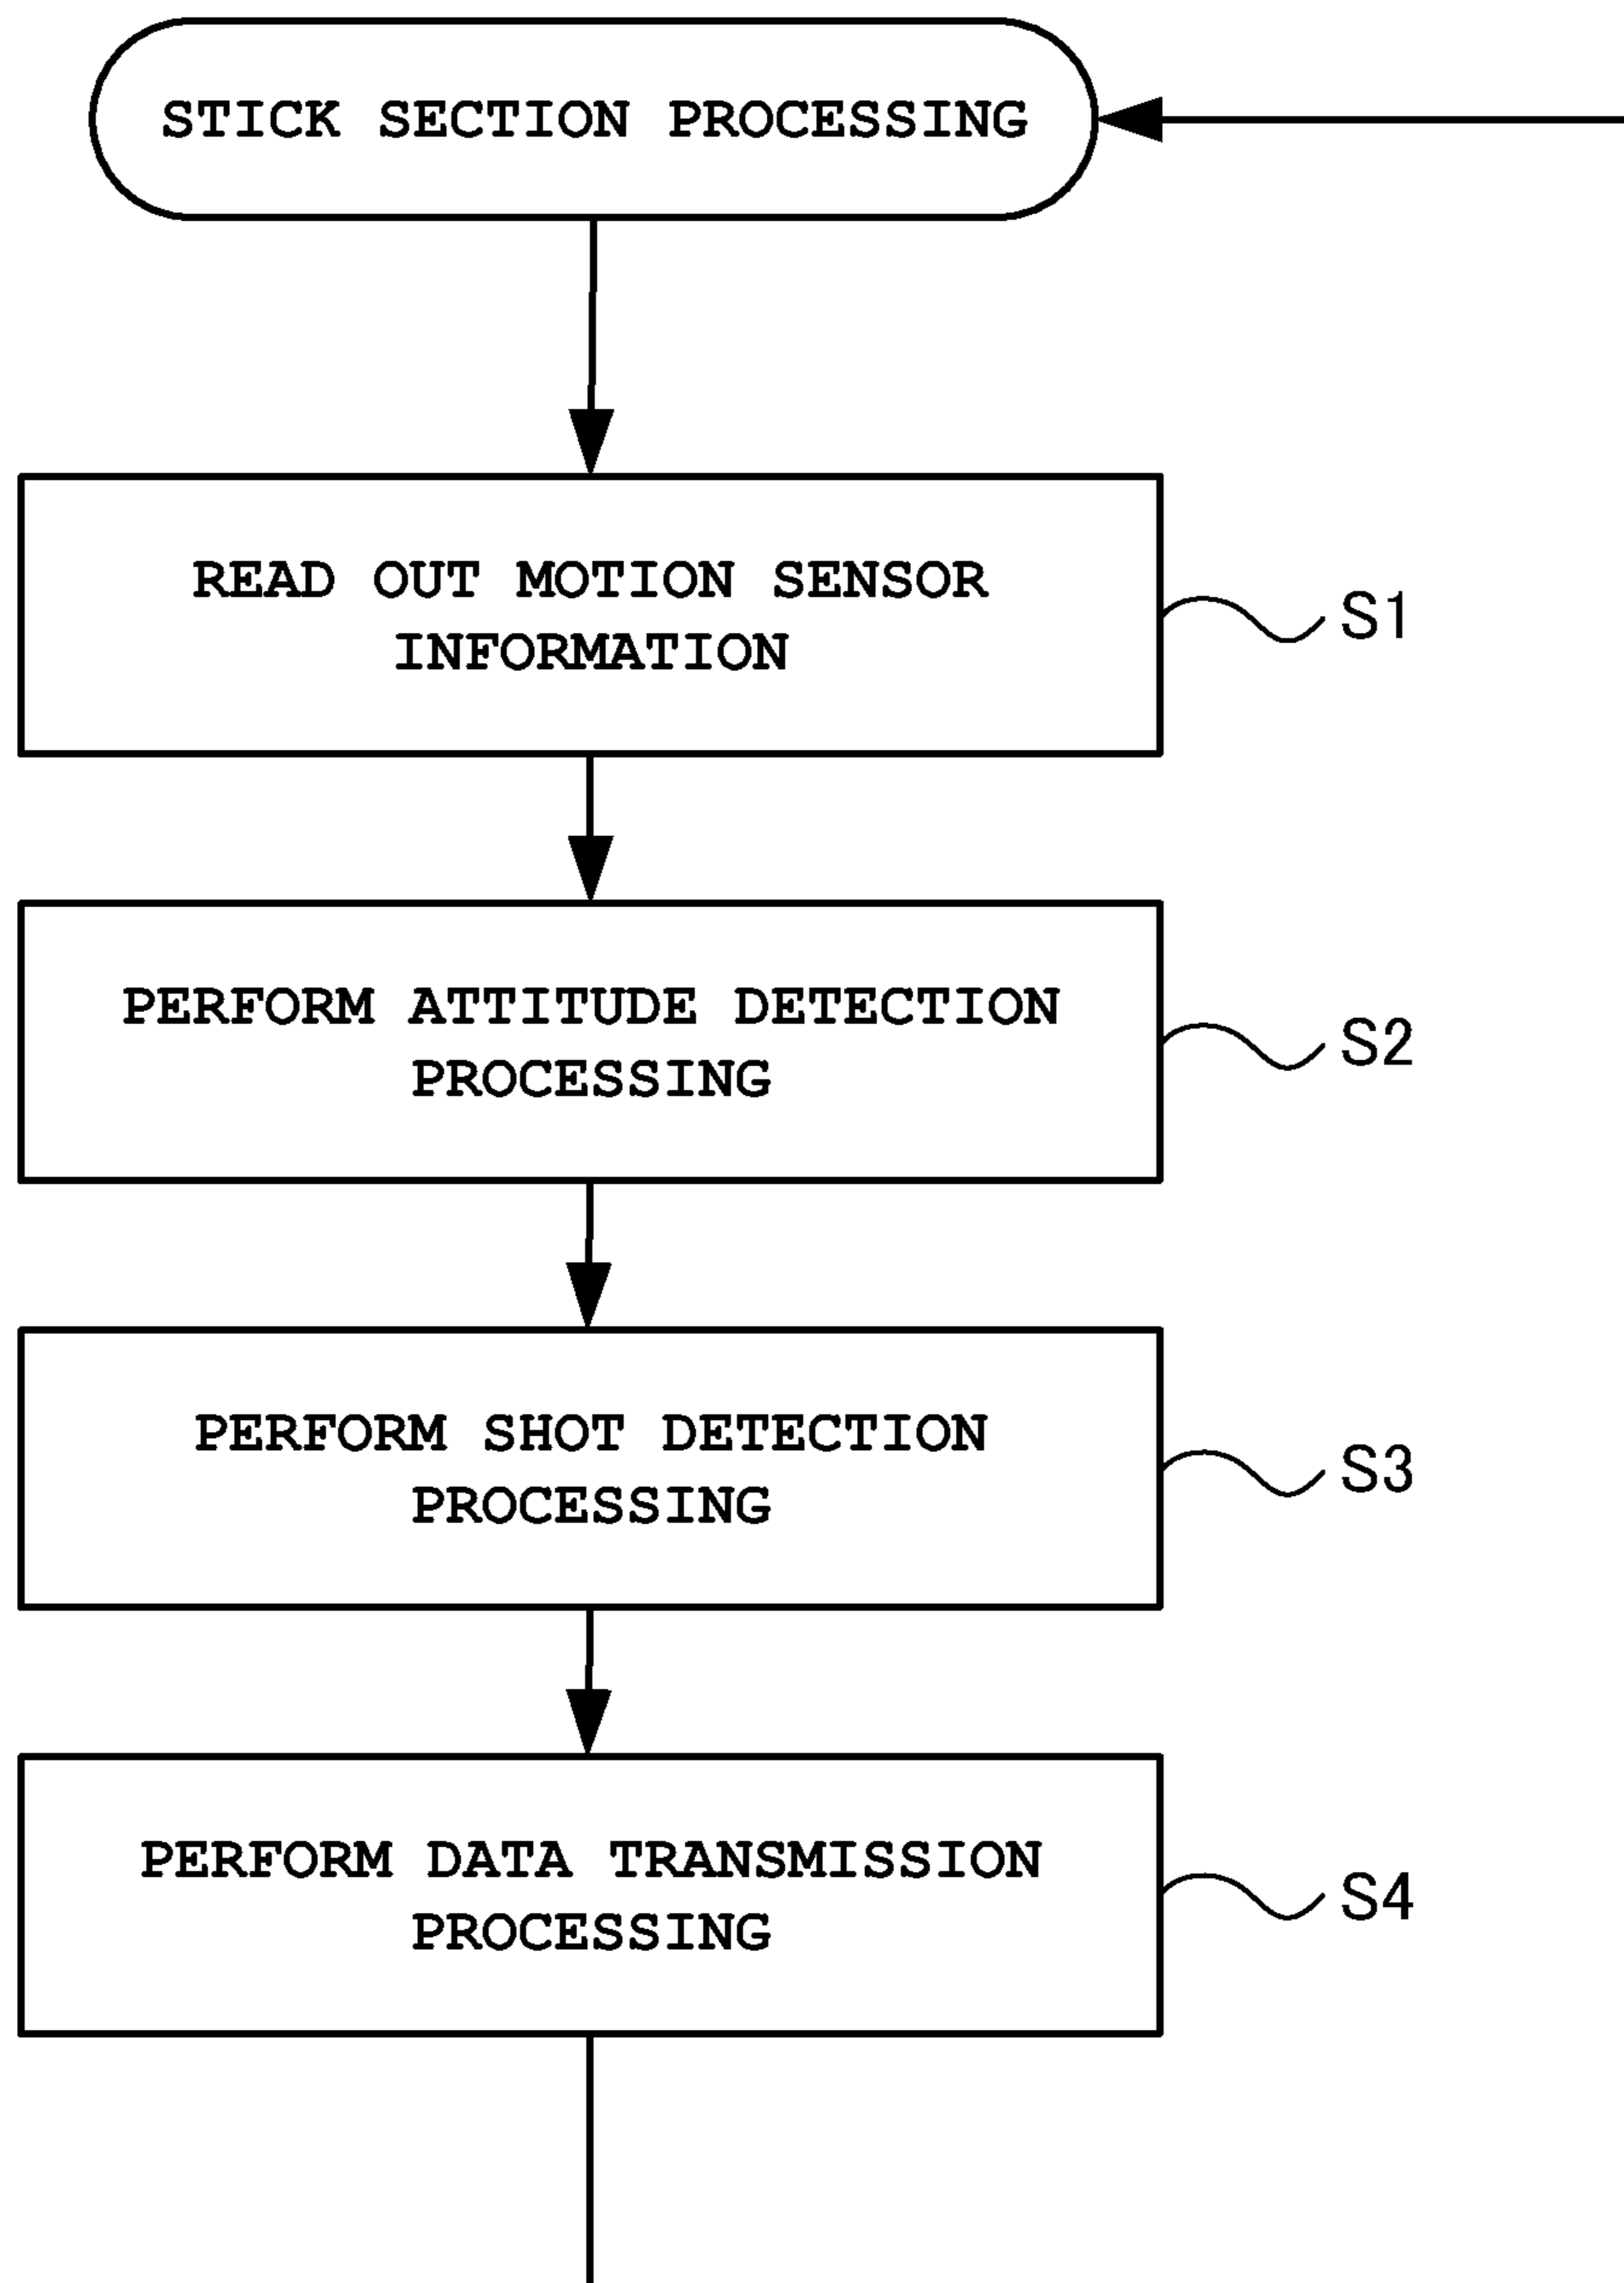 STICK SECTION PROCESSING
READ OUT MOTION SENSOR
INFORMATION
S1
PERFORM ATTITUDE DETECTION
PROCESSING
S2
PERFORM SHOT DETECTION
PROCESSING
S3
PERFORM DATA TRANSMISSION
PROCESSING
S4